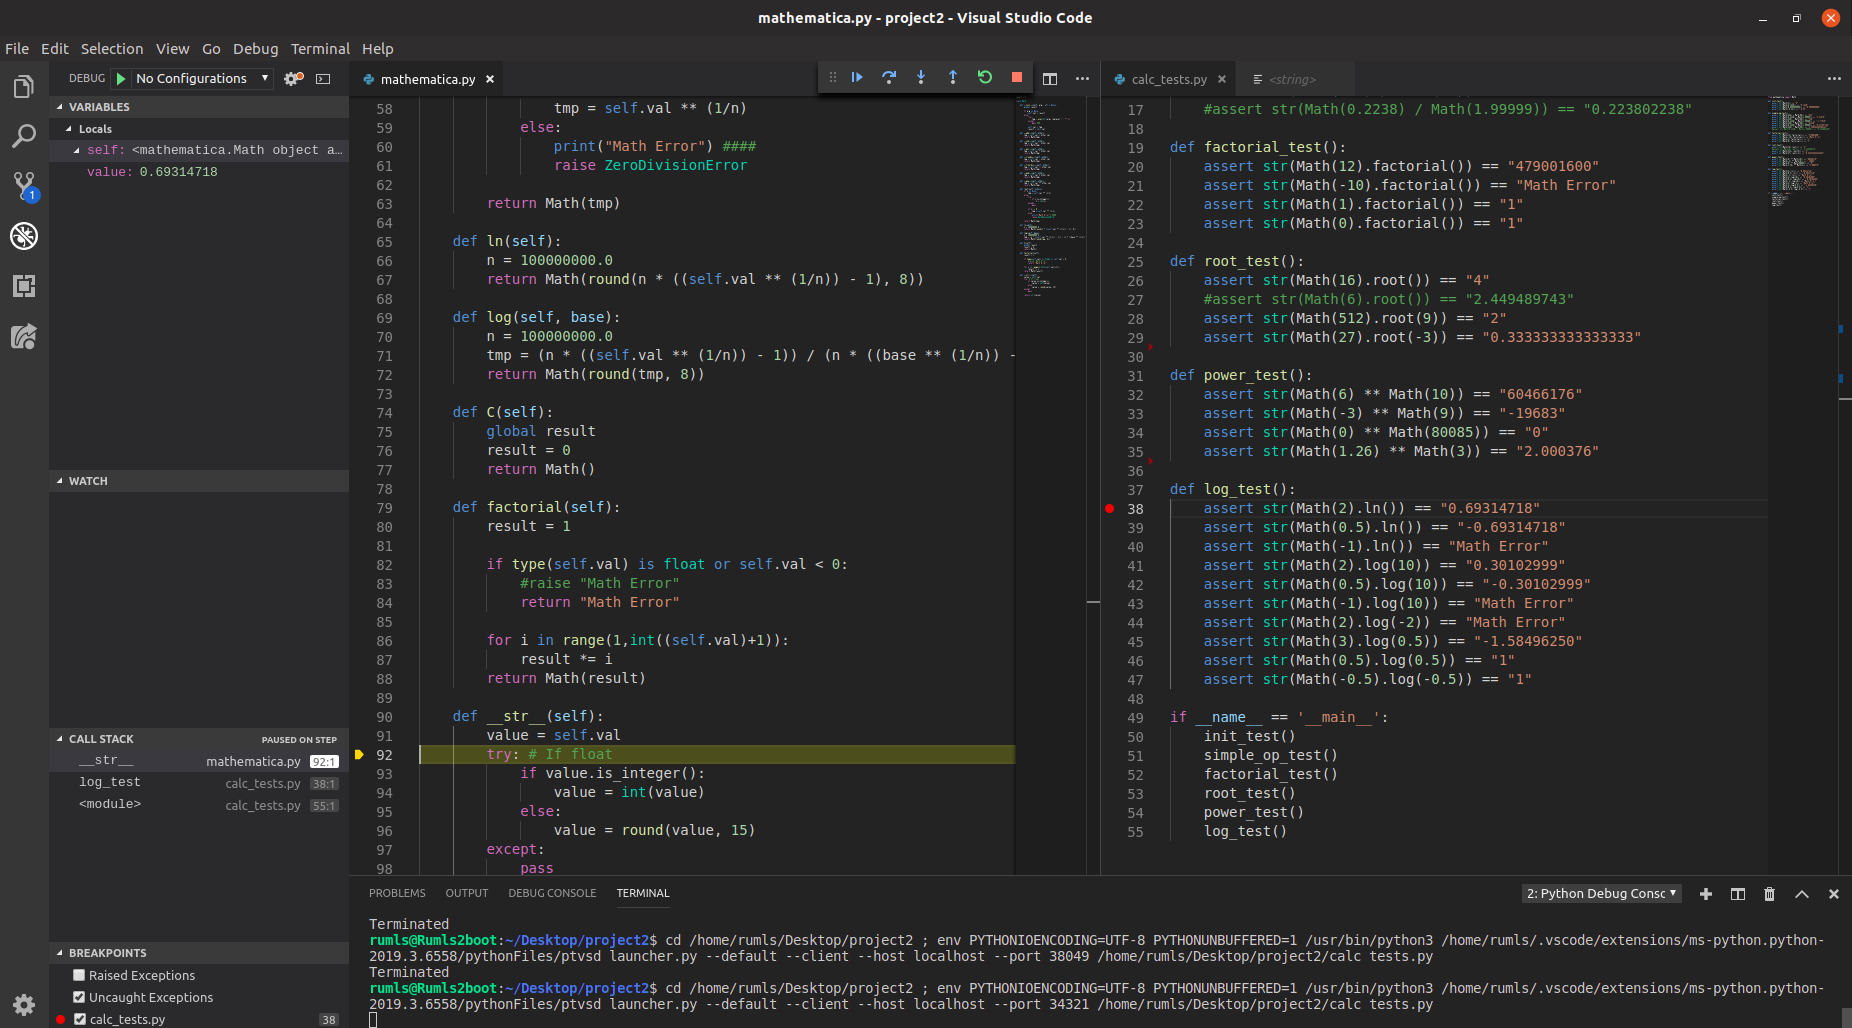 mathematica.py - project2 - Visual Studio Code
File Edit Selection View Go Debug Terminal Help
DEBUG No Configurations
VARIABLES
Locals
self: <mathematica.Math object a…
value: 0.69314718
WATCH
CALL STACK PAUSED ON STEP
__str__ mathematica.py 92:1
log_test calc_tests.py 38:1
<module> calc_tests.py 55:1
BREAKPOINTS
Raised Exceptions
Uncaught Exceptions
calc_tests.py 38
1
mathematica.py
58 tmp = self.val ** (1/n)
59 else:
60 print("Math Error") ####
61 raise ZeroDivisionError
62
63 return Math(tmp)
64
65 def ln(self):
66 n = 100000000.0
67 return Math(round(n * ((self.val ** (1/n)) - 1), 8))
68
69 def log(self, base):
70 n = 100000000.0
71 tmp = (n * ((self.val ** (1/n)) - 1)) / (n * ((base ** (1/n)) -
72 return Math(round(tmp, 8))
73
74 def C(self):
75 global result
76 result = 0
77 return Math()
78
79 def factorial(self):
80 result = 1
81
82 if type(self.val) is float or self.val < 0:
83 #raise "Math Error"
84 return "Math Error"
85
86 for i in range(1,int((self.val)+1)):
87 result *= i
88 return Math(result)
89
90 def __str__(self):
91 value = self.val
92 try: # If float
93 if value.is_integer():
94 value = int(value)
95 else:
96 value = round(value, 15)
97 except:
98 pass
calc_tests.py <string>
17 #assert str(Math(0.2238) / Math(1.99999)) == "0.223802238"
18
19 def factorial_test():
20 assert str(Math(12).factorial()) == "479001600"
21 assert str(Math(-10).factorial()) == "Math Error"
22 assert str(Math(1).factorial()) == "1"
23 assert str(Math(0).factorial()) == "1"
24
25 def root_test():
26 assert str(Math(16).root()) == "4"
27 #assert str(Math(6).root()) == "2.449489743"
28 assert str(Math(512).root(9)) == "2"
29 assert str(Math(27).root(-3)) == "0.333333333333333"
30
31 def power_test():
32 assert str(Math(6) ** Math(10)) == "60466176"
33 assert str(Math(-3) ** Math(9)) == "-19683"
34 assert str(Math(0) ** Math(80085)) == "0"
35 assert str(Math(1.26) ** Math(3)) == "2.000376"
36
37 def log_test():
38 assert str(Math(2).ln()) == "0.69314718"
39 assert str(Math(0.5).ln()) == "-0.69314718"
40 assert str(Math(-1).ln()) == "Math Error"
41 assert str(Math(2).log(10)) == "0.30102999"
42 assert str(Math(0.5).log(10)) == "-0.30102999"
43 assert str(Math(-1).log(10)) == "Math Error"
44 assert str(Math(2).log(-2)) == "Math Error"
45 assert str(Math(3).log(0.5)) == "-1.58496250"
46 assert str(Math(0.5).log(0.5)) == "1"
47 assert str(Math(-0.5).log(-0.5)) == "1"
48
49 if __name__ == '__main__':
50 init_test()
51 simple_op_test()
52 factorial_test()
53 root_test()
54 power_test()
55 log_test()
PROBLEMS OUTPUT DEBUG CONSOLE TERMINAL 2: Python Debug Consc
Terminated
rumls@Rumls2boot:~/Desktop/project2$ cd /home/rumls/Desktop/project2 ; env PYTHONIOENCODING=UTF-8 PYTHONUNBUFFERED=1 /usr/bin/python3 /home/rumls/.vscode/extensions/ms-python.python-
2019.3.6558/pythonFiles/ptvsd launcher.py --default --client --host localhost --port 38049 /home/rumls/Desktop/project2/calc tests.py
Terminated
rumls@Rumls2boot:~/Desktop/project2$ cd /home/rumls/Desktop/project2 ; env PYTHONIOENCODING=UTF-8 PYTHONUNBUFFERED=1 /usr/bin/python3 /home/rumls/.vscode/extensions/ms-python.python-
2019.3.6558/pythonFiles/ptvsd launcher.py --default --client --host localhost --port 34321 /home/rumls/Desktop/project2/calc tests.py